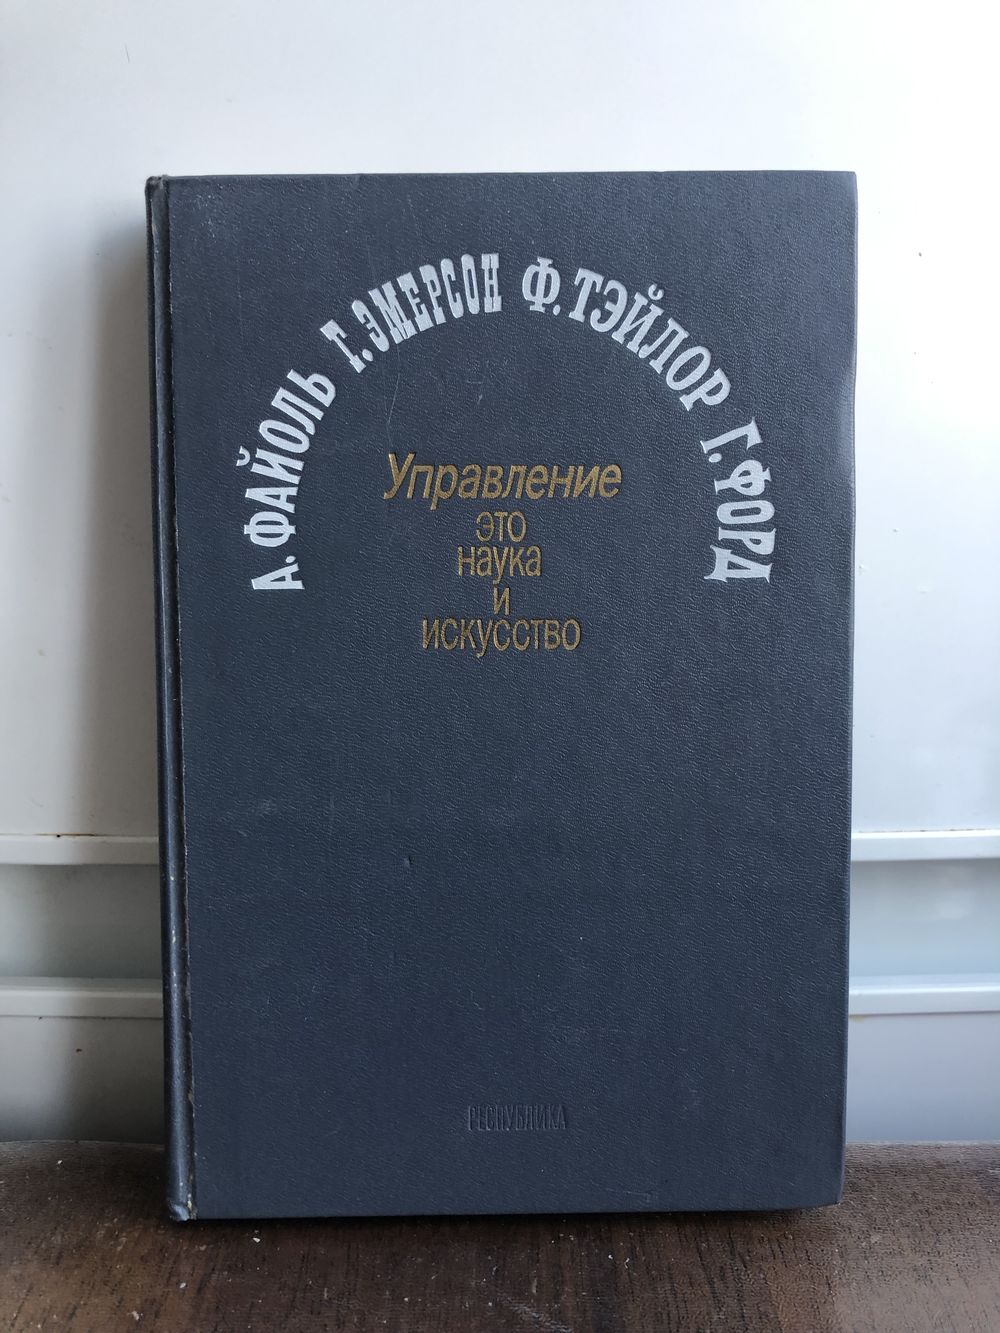 А. ФАЙОЛЬ Г. ЭМЕРСОН Ф. ТЭЙЛОР Г. ФОРД
Управление
это
наука
и
искусство
РЕСПУБЛИКА